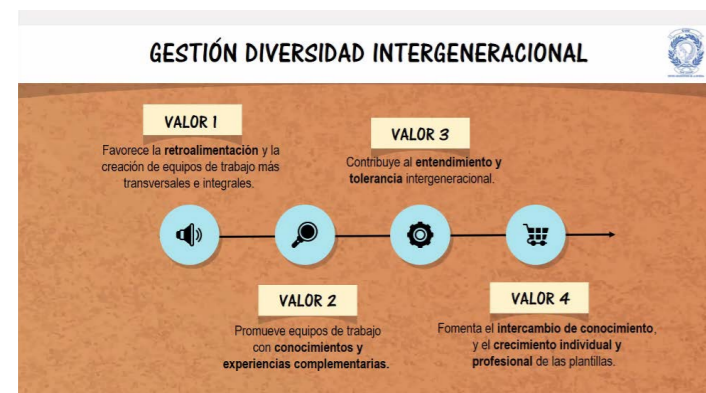 GESTIÓN DIVERSIDAD INTERGENERACIONAL
VALOR 1
Favorece la retroalimentación y la
creación de equipos de trabajo más
transversales e integrales.
VALOR 3
Contribuye al entendimiento y
tolerancia intergeneracional.
VALOR 2
Promueve equipos de trabajo
con conocimientos y
experiencias complementarias.
VALOR 4
Fomenta el intercambio de conocimiento,
y el crecimiento individual y
profesional de las plantillas.